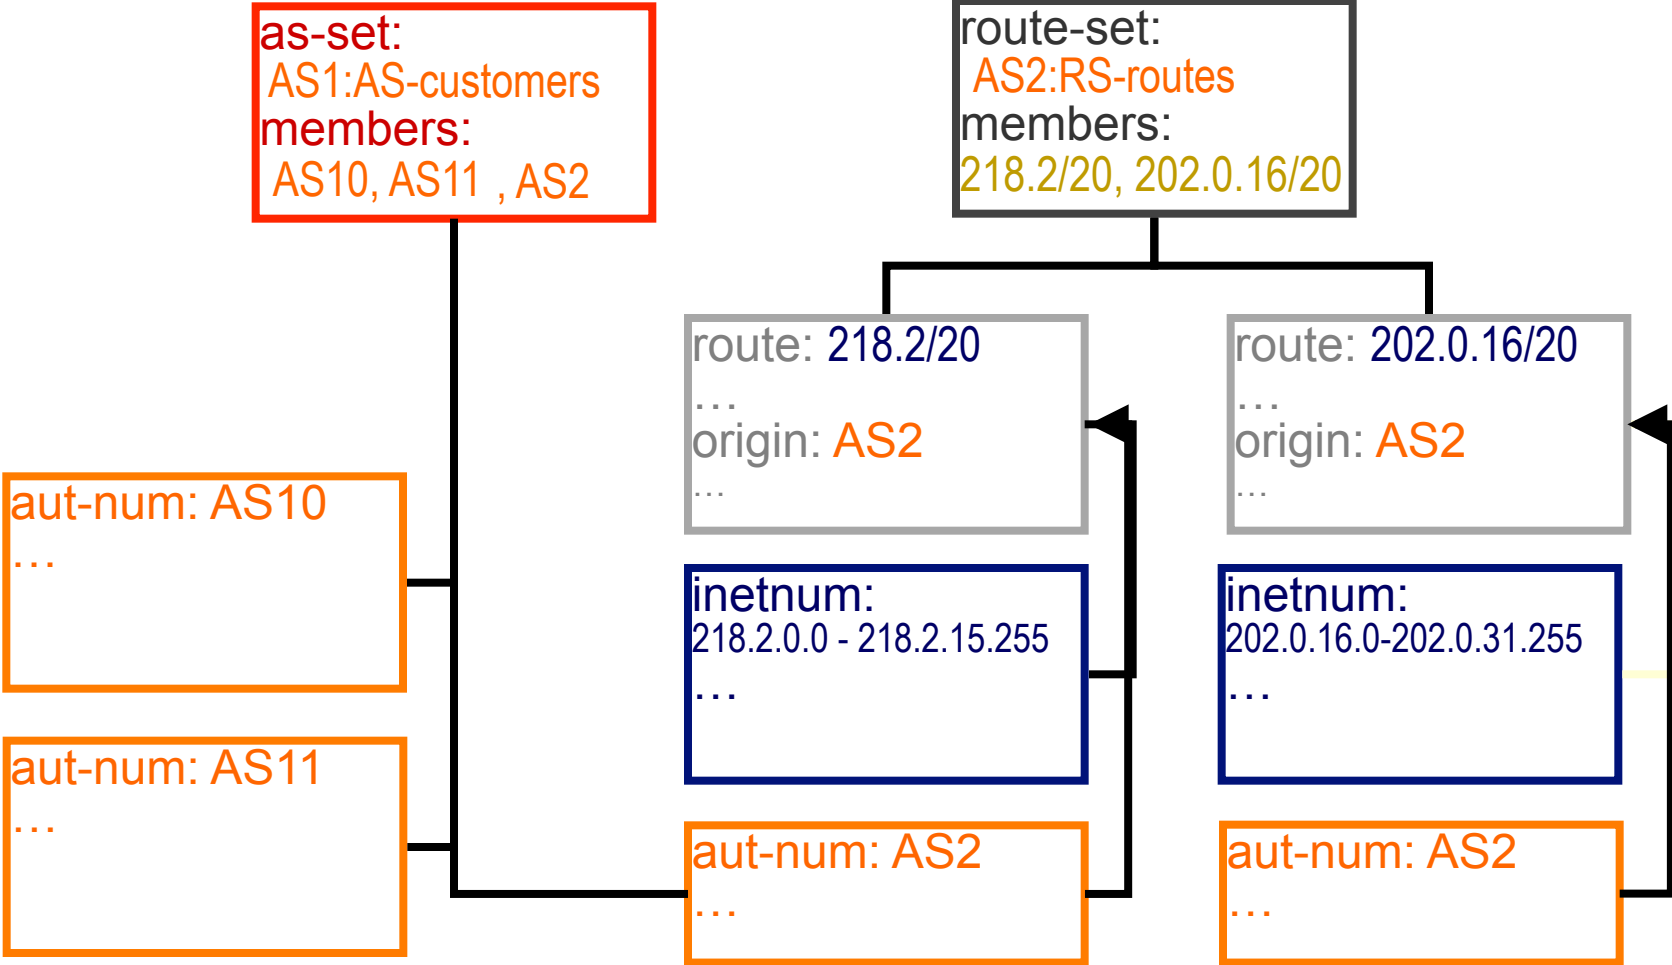 as-set:
AS1:AS-customers
members:
AS10, AS11 , AS2
route-set:
AS2:RS-routes
members:
218.2/20, 202.0.16/20
route: 218.2/20
...
origin: AS2
...
route: 202.0.16/20
...
origin: AS2
...
aut-num: AS10
...
inetnum:
218.2.0.0 - 218.2.15.255
...
inetnum:
202.0.16.0-202.0.31.255
...
aut-num: AS11
...
aut-num: AS2
...
aut-num: AS2
...